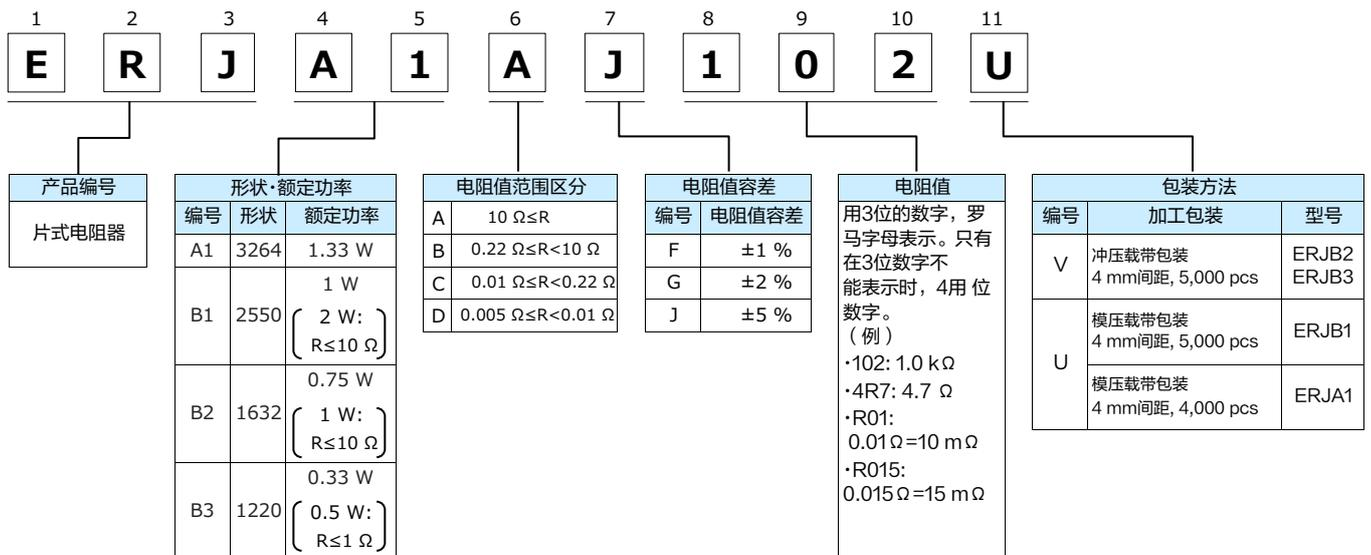 1 2 3 4 5 6 7 8 9 10 11
E R J A 1 A J 1 0 2 U
产品编号
片式电阻器
形状·额定功率
编号 形状 额定功率
A1 3264 1.33 W
B1 2550 1 W
2 W:
R≤10 Ω
B2 1632 0.75 W
1 W:
R≤10 Ω
B3 1220 0.33 W
0.5 W:
R≤1 Ω
电阻值范围区分
A 10 Ω≤R
B 0.22 Ω≤R<10 Ω
C 0.01 Ω≤R<0.22 Ω
D 0.005 Ω≤R<0.01 Ω
电阻值容差
编号 电阻值容差
F ±1 %
G ±2 %
J ±5 %
电阻值
用3位的数字，罗
马字母表示。只有
在3位数字不
能表示时，4用 位
数字。
（例）
·102: 1.0 kΩ
·4R7: 4.7 Ω
·R01:
0.01Ω=10 mΩ
·R015:
0.015Ω=15 mΩ
包装方法
编号 加工包装 型号
V 冲压载带包装
4 mm间距, 5,000 pcs
ERJB2
ERJB3
U 模压载带包装
4 mm间距, 5,000 pcs
ERJB1
模压载带包装
4 mm间距, 4,000 pcs
ERJA1